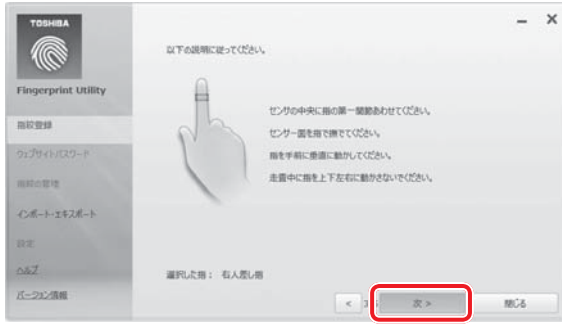 TOSHIBA
Fingerprint Utility
指紋登録
ウェブサイトパスワード
指紋の管理
インポート・エキスポート
設定
ヘルプ
バージョン情報
以下の説明に従ってください。
センサの中央に指の第一関節あわせてください。
センサー面を指で撫でてください。
指を手前に垂直に動かしてください。
走査中に指を上下左右に動かさないでください。
選択した指： 右人差し指
<
次 >
閉じる